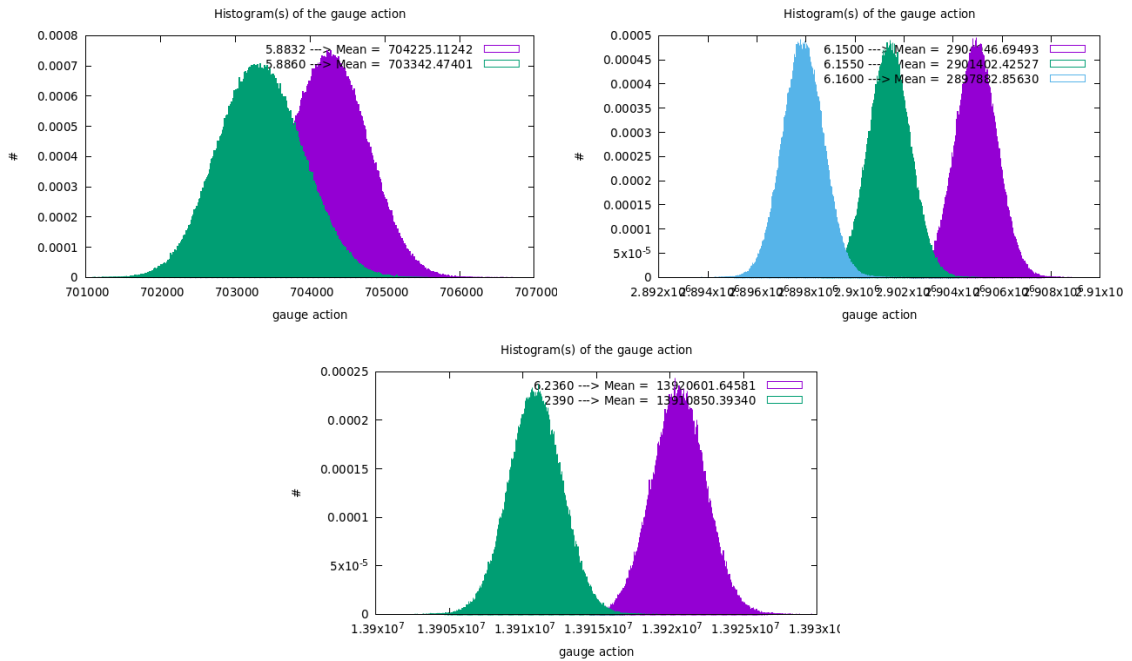 Histogram(s) of the gauge action
0.0008
0.0007
0.0006
0.0005
0.0004
0.0003
0.0002
0.0001
0
#
5.8832 ---> Mean = 704225.11242
5.8860 ---> Mean = 703342.47401
701000 702000 703000 704000 705000 706000 707000
gauge action
Histogram(s) of the gauge action
0.0005
0.00045
0.0004
0.00035
0.0003
0.00025
0.0002
0.00015
0.0001
5x10⁻⁵
0
#
6.1500 ---> Mean =
6.1550 ---> Mean = 2901402.42527
6.1600 ---> Mean = 2897882.85630
gauge action
Histogram(s) of the gauge action
0.00025
0.0002
0.00015
0.0001
5x10⁻⁵
0
#
6.2360 ---> Mean = 13920601.64581
---> Mean = 13910850.39340
1.39x10⁷ 1.3905x10⁷ 1.391x10⁷ 1.3915x10⁷ 1.392x10⁷ 1.3925x10⁷
gauge action